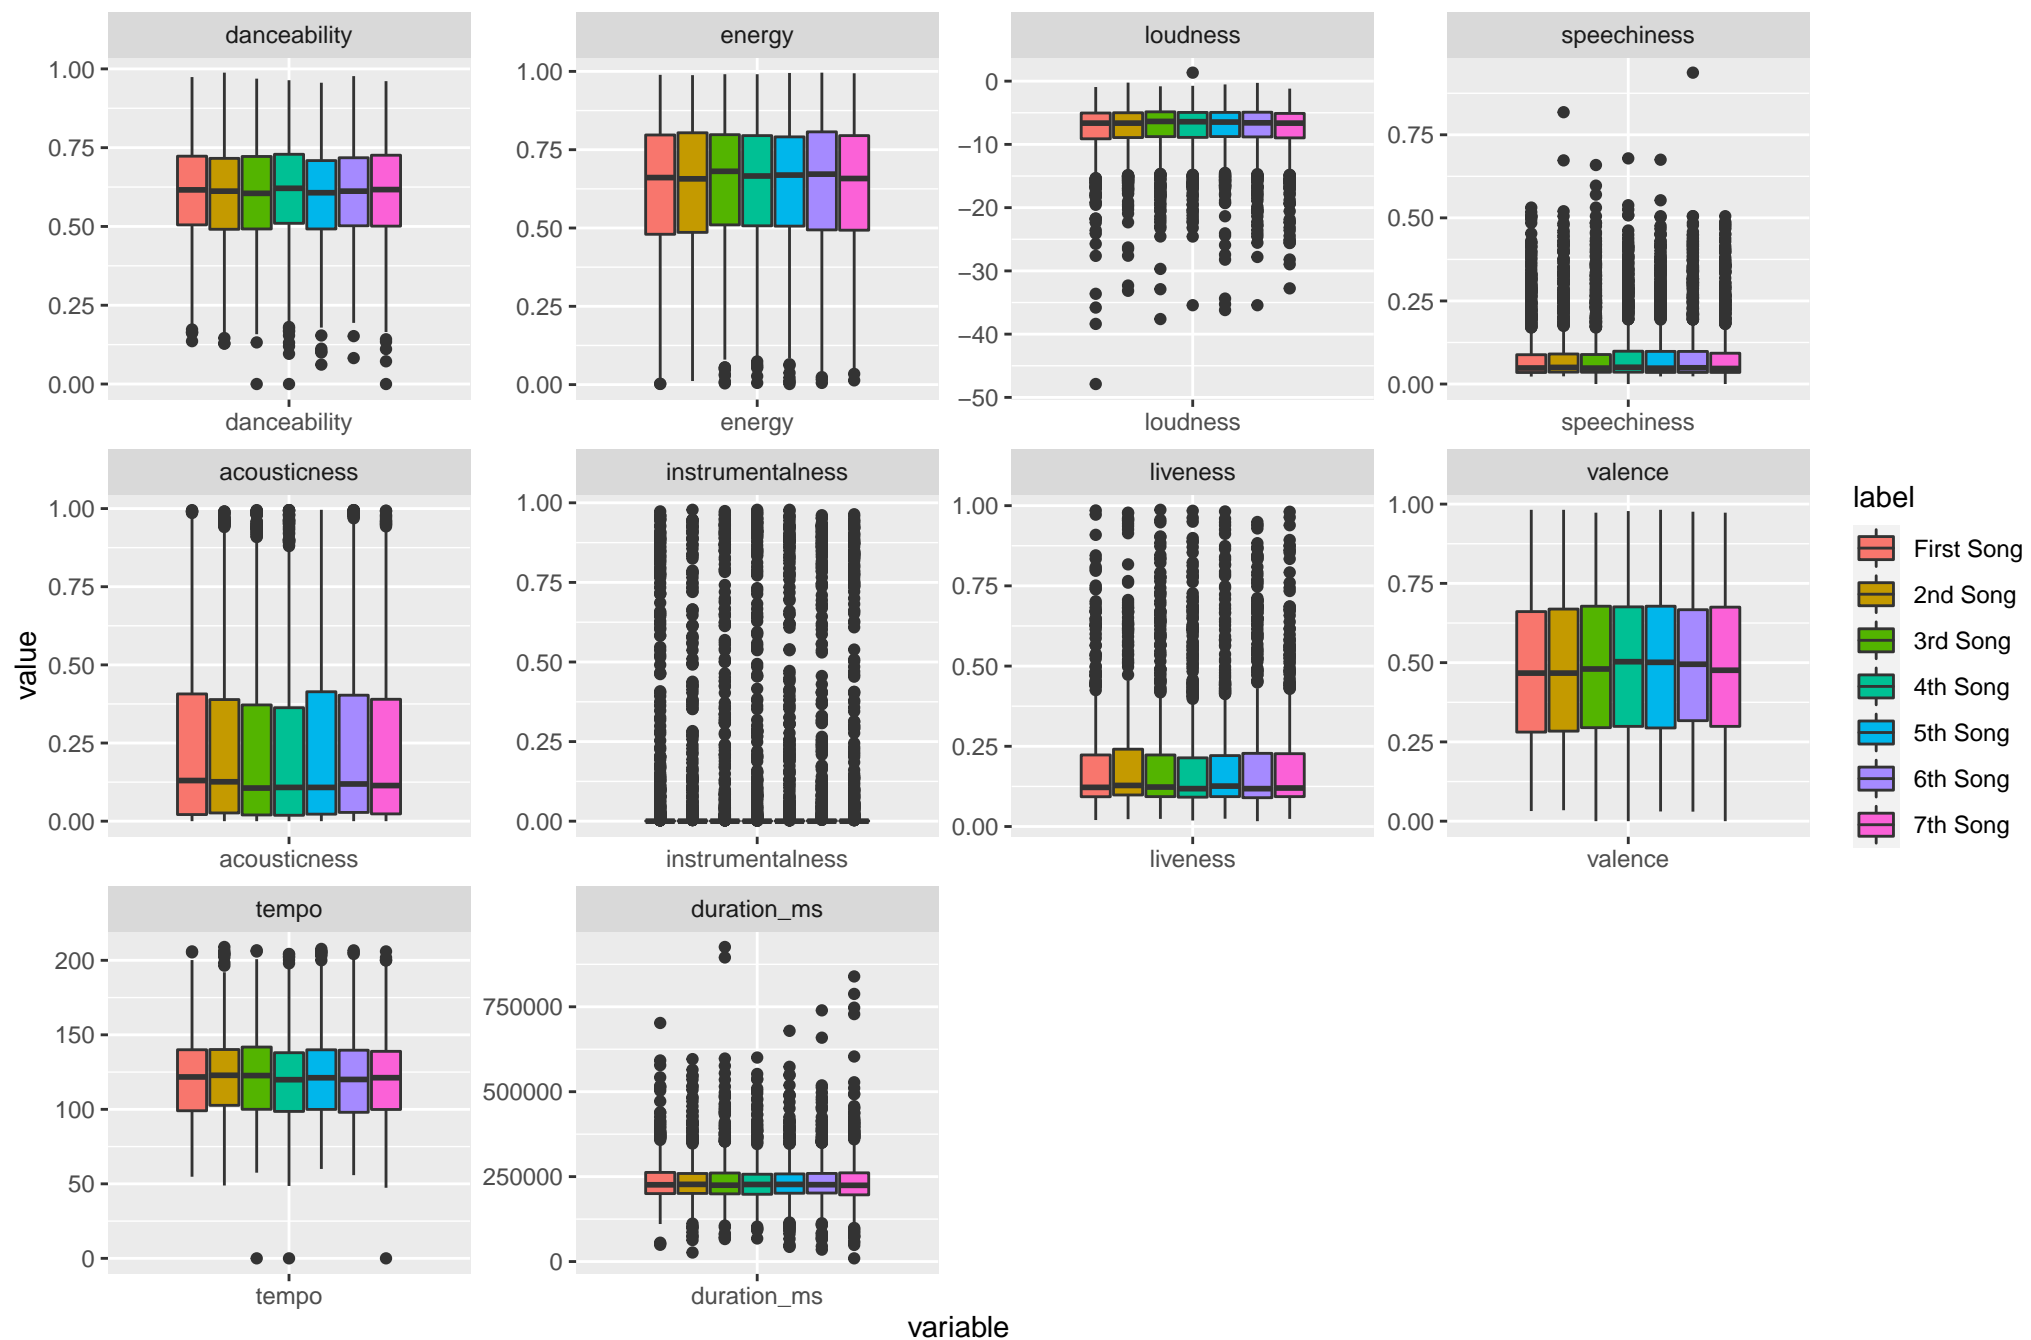 danceability energy loudness speechiness
1.00 1.00 0 0.75
0.75 0.75 −10 0.50
0.50 0.50 −20 0.25
0.25 0.25 −30 0.00
0.00 0.00 −40
−50
danceability energy loudness speechiness
acousticness instrumentalness liveness valence
1.00 1.00 1.00 1.00
0.75 0.75 0.75 0.75
0.50 0.50 0.50 0.50
0.25 0.25 0.25 0.25
0.00 0.00 0.00 0.00
acousticness instrumentalness liveness valence
value
label
First Song
2nd Song
3rd Song
4th Song
5th Song
6th Song
7th Song
tempo duration_ms
200 750000
150 500000
100 250000
50 0
0
tempo duration_ms
variable